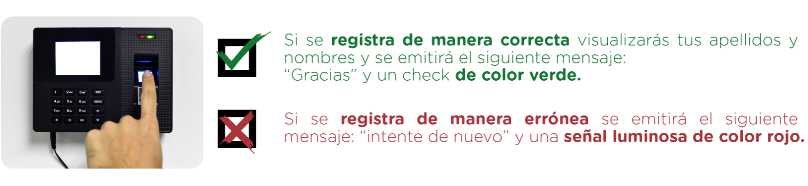 Si se registra de manera correcta visualizarás tus apellidos y
nombres y se emitirá el siguiente mensaje:
“Gracias” y un check de color verde.
Si se registra de manera errónea se emitirá el siguiente
mensaje: “intente de nuevo” y una señal luminosa de color rojo.